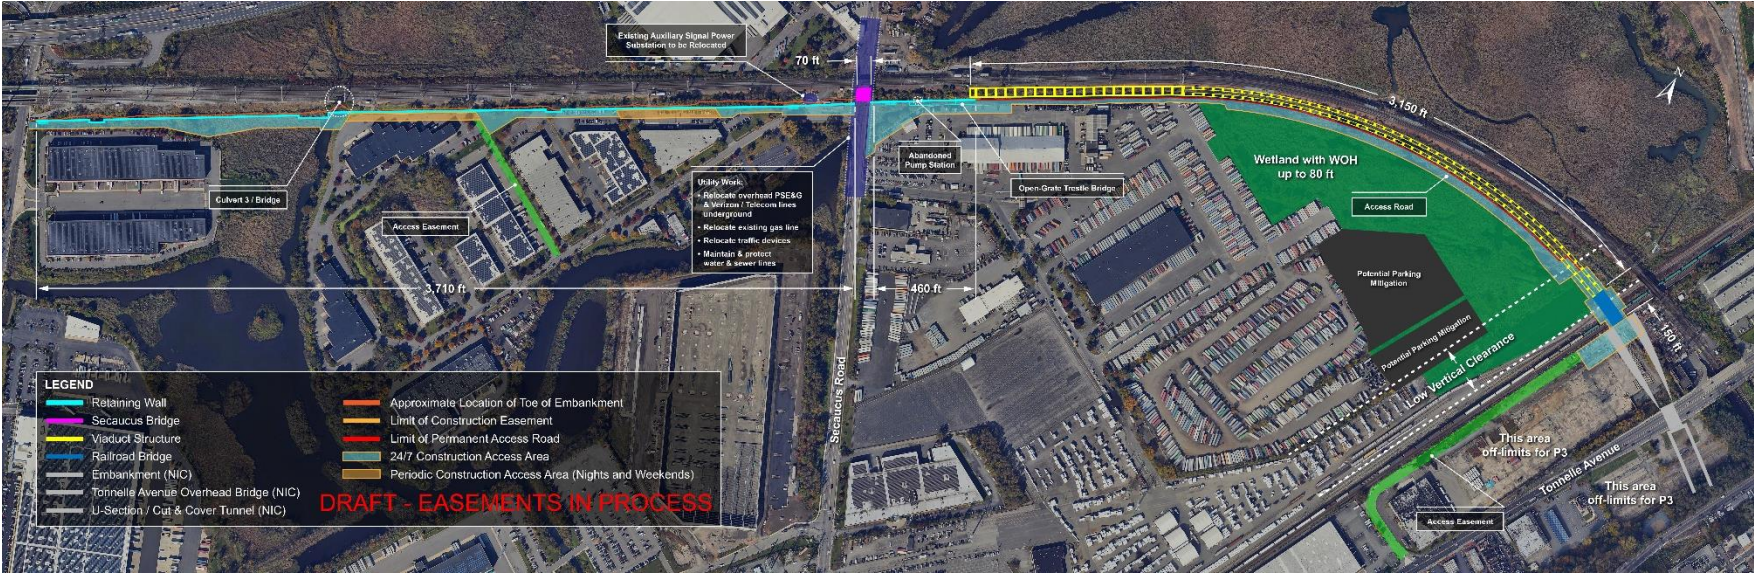 Existing Auxiliary Signal Power
Substation to be Relocated
70 ft
N
3,150 ft
Culvert 3 / Bridge
Access Easement
Utility Work:
• Relocate overhead PSE&G
& Verizon / Telecom lines
underground
• Relocate existing gas line
• Relocate traffic devices
• Maintain & protect
water & sewer lines
Abandoned
Pump Station
Open-Grate Trestle Bridge
Wetland with WOH
up to 80 ft
Access Road
Potential Parking
Mitigation
Potential Parking Mitigation
Low Vertical Clearance
150 ft
3,710 ft
460 ft
Secaucus Road
This area
off-limits for P3
Tonnelle Avenue
This area
off-limits for P3
Access Easement
LEGEND
Retaining Wall
Secaucus Bridge
Viaduct Structure
Railroad Bridge
Embankment (NIC)
Tonnelle Avenue Overhead Bridge (NIC)
U-Section / Cut & Cover Tunnel (NIC)
Approximate Location of Toe of Embankment
Limit of Construction Easement
Limit of Permanent Access Road
24/7 Construction Access Area
Periodic Construction Access Area (Nights and Weekends)
DRAFT - EASEMENTS IN PROCESS